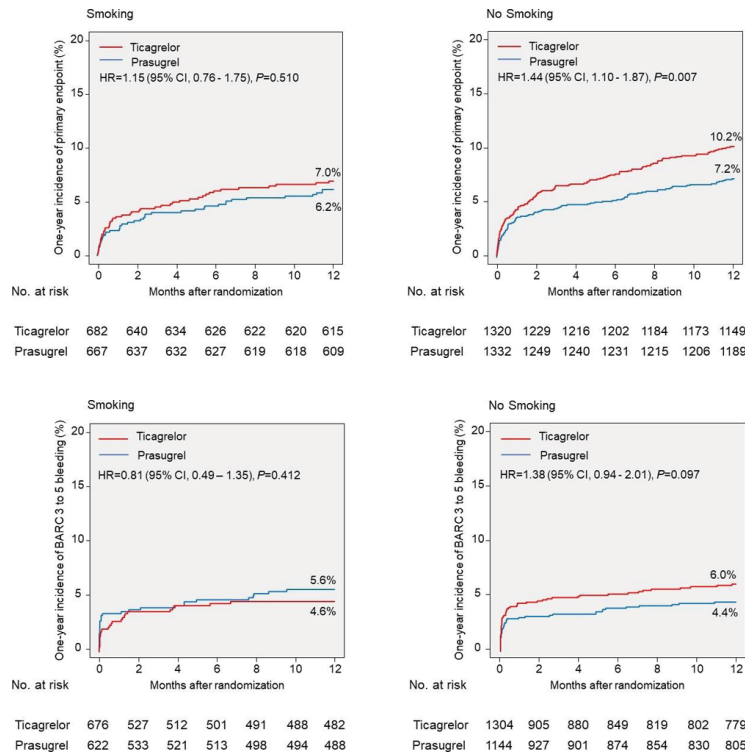 Smoking
One-year incidence of primary endpoint (%)
20
15
10
5
0
Ticagrelor
Prasugrel
HR=1.15 (95% CI, 0.76 - 1.75), P=0.510
7.0%
6.2%
0 2 4 6 8 10 12
No. at risk Months after randomization
Ticagrelor 682 640 634 626 622 620 615
Prasugrel 667 637 632 627 619 618 609
No Smoking
One-year incidence of primary endpoint (%)
20
15
10
5
0
Ticagrelor
Prasugrel
HR=1.44 (95% CI, 1.10 - 1.87), P=0.007
10.2%
7.2%
0 2 4 6 8 10 12
No. at risk Months after randomization
Ticagrelor 1320 1229 1216 1202 1184 1173 1149
Prasugrel 1332 1249 1240 1231 1215 1206 1189
Smoking
One-year incidence of BARC 3 to 5 bleeding (%)
20
15
10
5
0
Ticagrelor
Prasugrel
HR=0.81 (95% CI, 0.49 – 1.35), P=0.412
5.6%
4.6%
0 2 4 6 8 10 12
No. at risk Months after randomization
Ticagrelor 676 527 512 501 491 488 482
Prasugrel 622 533 521 513 498 494 488
No Smoking
One-year incidence of BARC 3 to 5 bleeding (%)
20
15
10
5
0
Ticagrelor
Prasugrel
HR=1.38 (95% CI, 0.94 - 2.01), P=0.097
6.0%
4.4%
0 2 4 6 8 10 12
No. at risk Months after randomization
Ticagrelor 1304 905 880 849 819 802 779
Prasugrel 1144 927 901 874 854 830 805